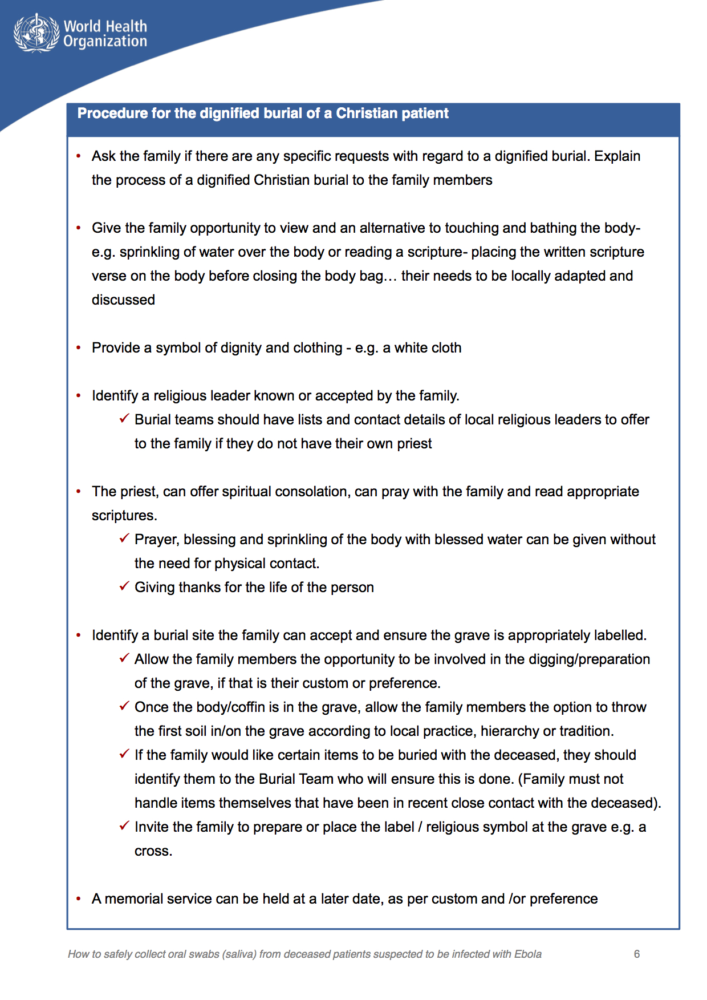 World Health
Organization
Procedure for the dignified burial of a Christian patient
• Ask the family if there are any specific requests with regard to a dignified burial. Explain
the process of a dignified Christian burial to the family members
• Give the family opportunity to view and an alternative to touching and bathing the body-
e.g. sprinkling of water over the body or reading a scripture- placing the written scripture
verse on the body before closing the body bag… their needs to be locally adapted and
discussed
• Provide a symbol of dignity and clothing - e.g. a white cloth
• Identify a religious leader known or accepted by the family.
✓ Burial teams should have lists and contact details of local religious leaders to offer
to the family if they do not have their own priest
• The priest, can offer spiritual consolation, can pray with the family and read appropriate
scriptures.
✓ Prayer, blessing and sprinkling of the body with blessed water can be given without
the need for physical contact.
✓ Giving thanks for the life of the person
• Identify a burial site the family can accept and ensure the grave is appropriately labelled.
✓ Allow the family members the opportunity to be involved in the digging/preparation
of the grave, if that is their custom or preference.
✓ Once the body/coffin is in the grave, allow the family members the option to throw
the first soil in/on the grave according to local practice, hierarchy or tradition.
✓ If the family would like certain items to be buried with the deceased, they should
identify them to the Burial Team who will ensure this is done. (Family must not
handle items themselves that have been in recent close contact with the deceased).
✓ Invite the family to prepare or place the label / religious symbol at the grave e.g. a
cross.
• A memorial service can be held at a later date, as per custom and /or preference
How to safely collect oral swabs (saliva) from deceased patients suspected to be infected with Ebola 6